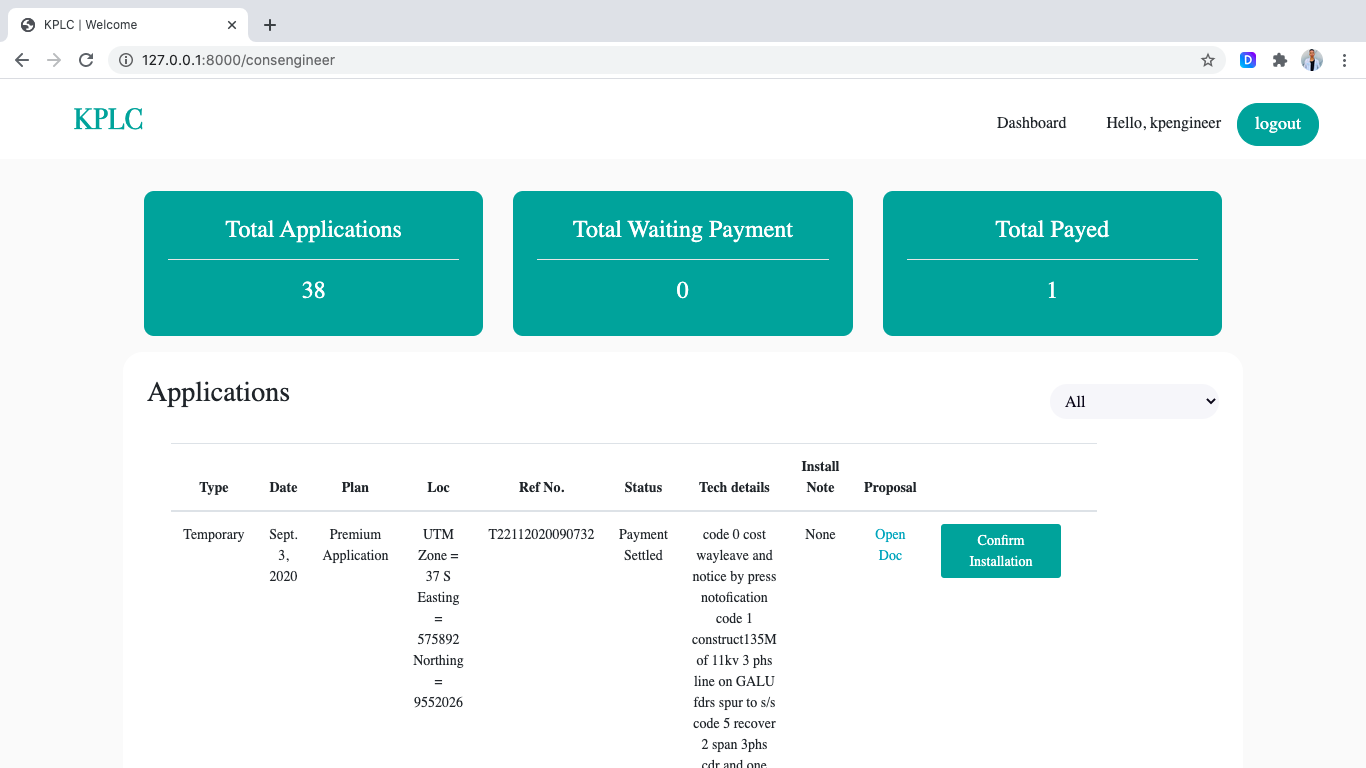 KPLC | Welcome
127.0.0.1:8000/consengineer
D
KPLC
Dashboard
Hello, kpengineer
logout
Total Applications
38
Total Waiting Payment
0
Total Payed
1
Applications
All
Type
Date
Plan
Loc
Ref No.
Status
Tech details
Install
Note
Proposal
Temporary
Sept.
3,
2020
Premium
Application
UTM
Zone =
37 S
Easting
=
575892
Northing
=
9552026
T22112020090732
Payment
Settled
code 0 cost
wayleave and
notice by press
notofication
code 1
construct135M
of 11kv 3 phs
line on GALU
fdrs spur to s/s
code 5 recover
2 span 3phs
cdr and one
None
Open
Doc
Confirm
Installation